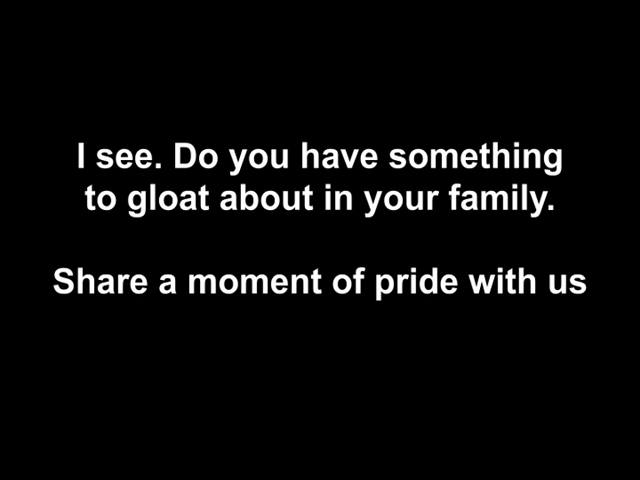 I see. Do you have something
to gloat about in your family.
Share a moment of pride with us